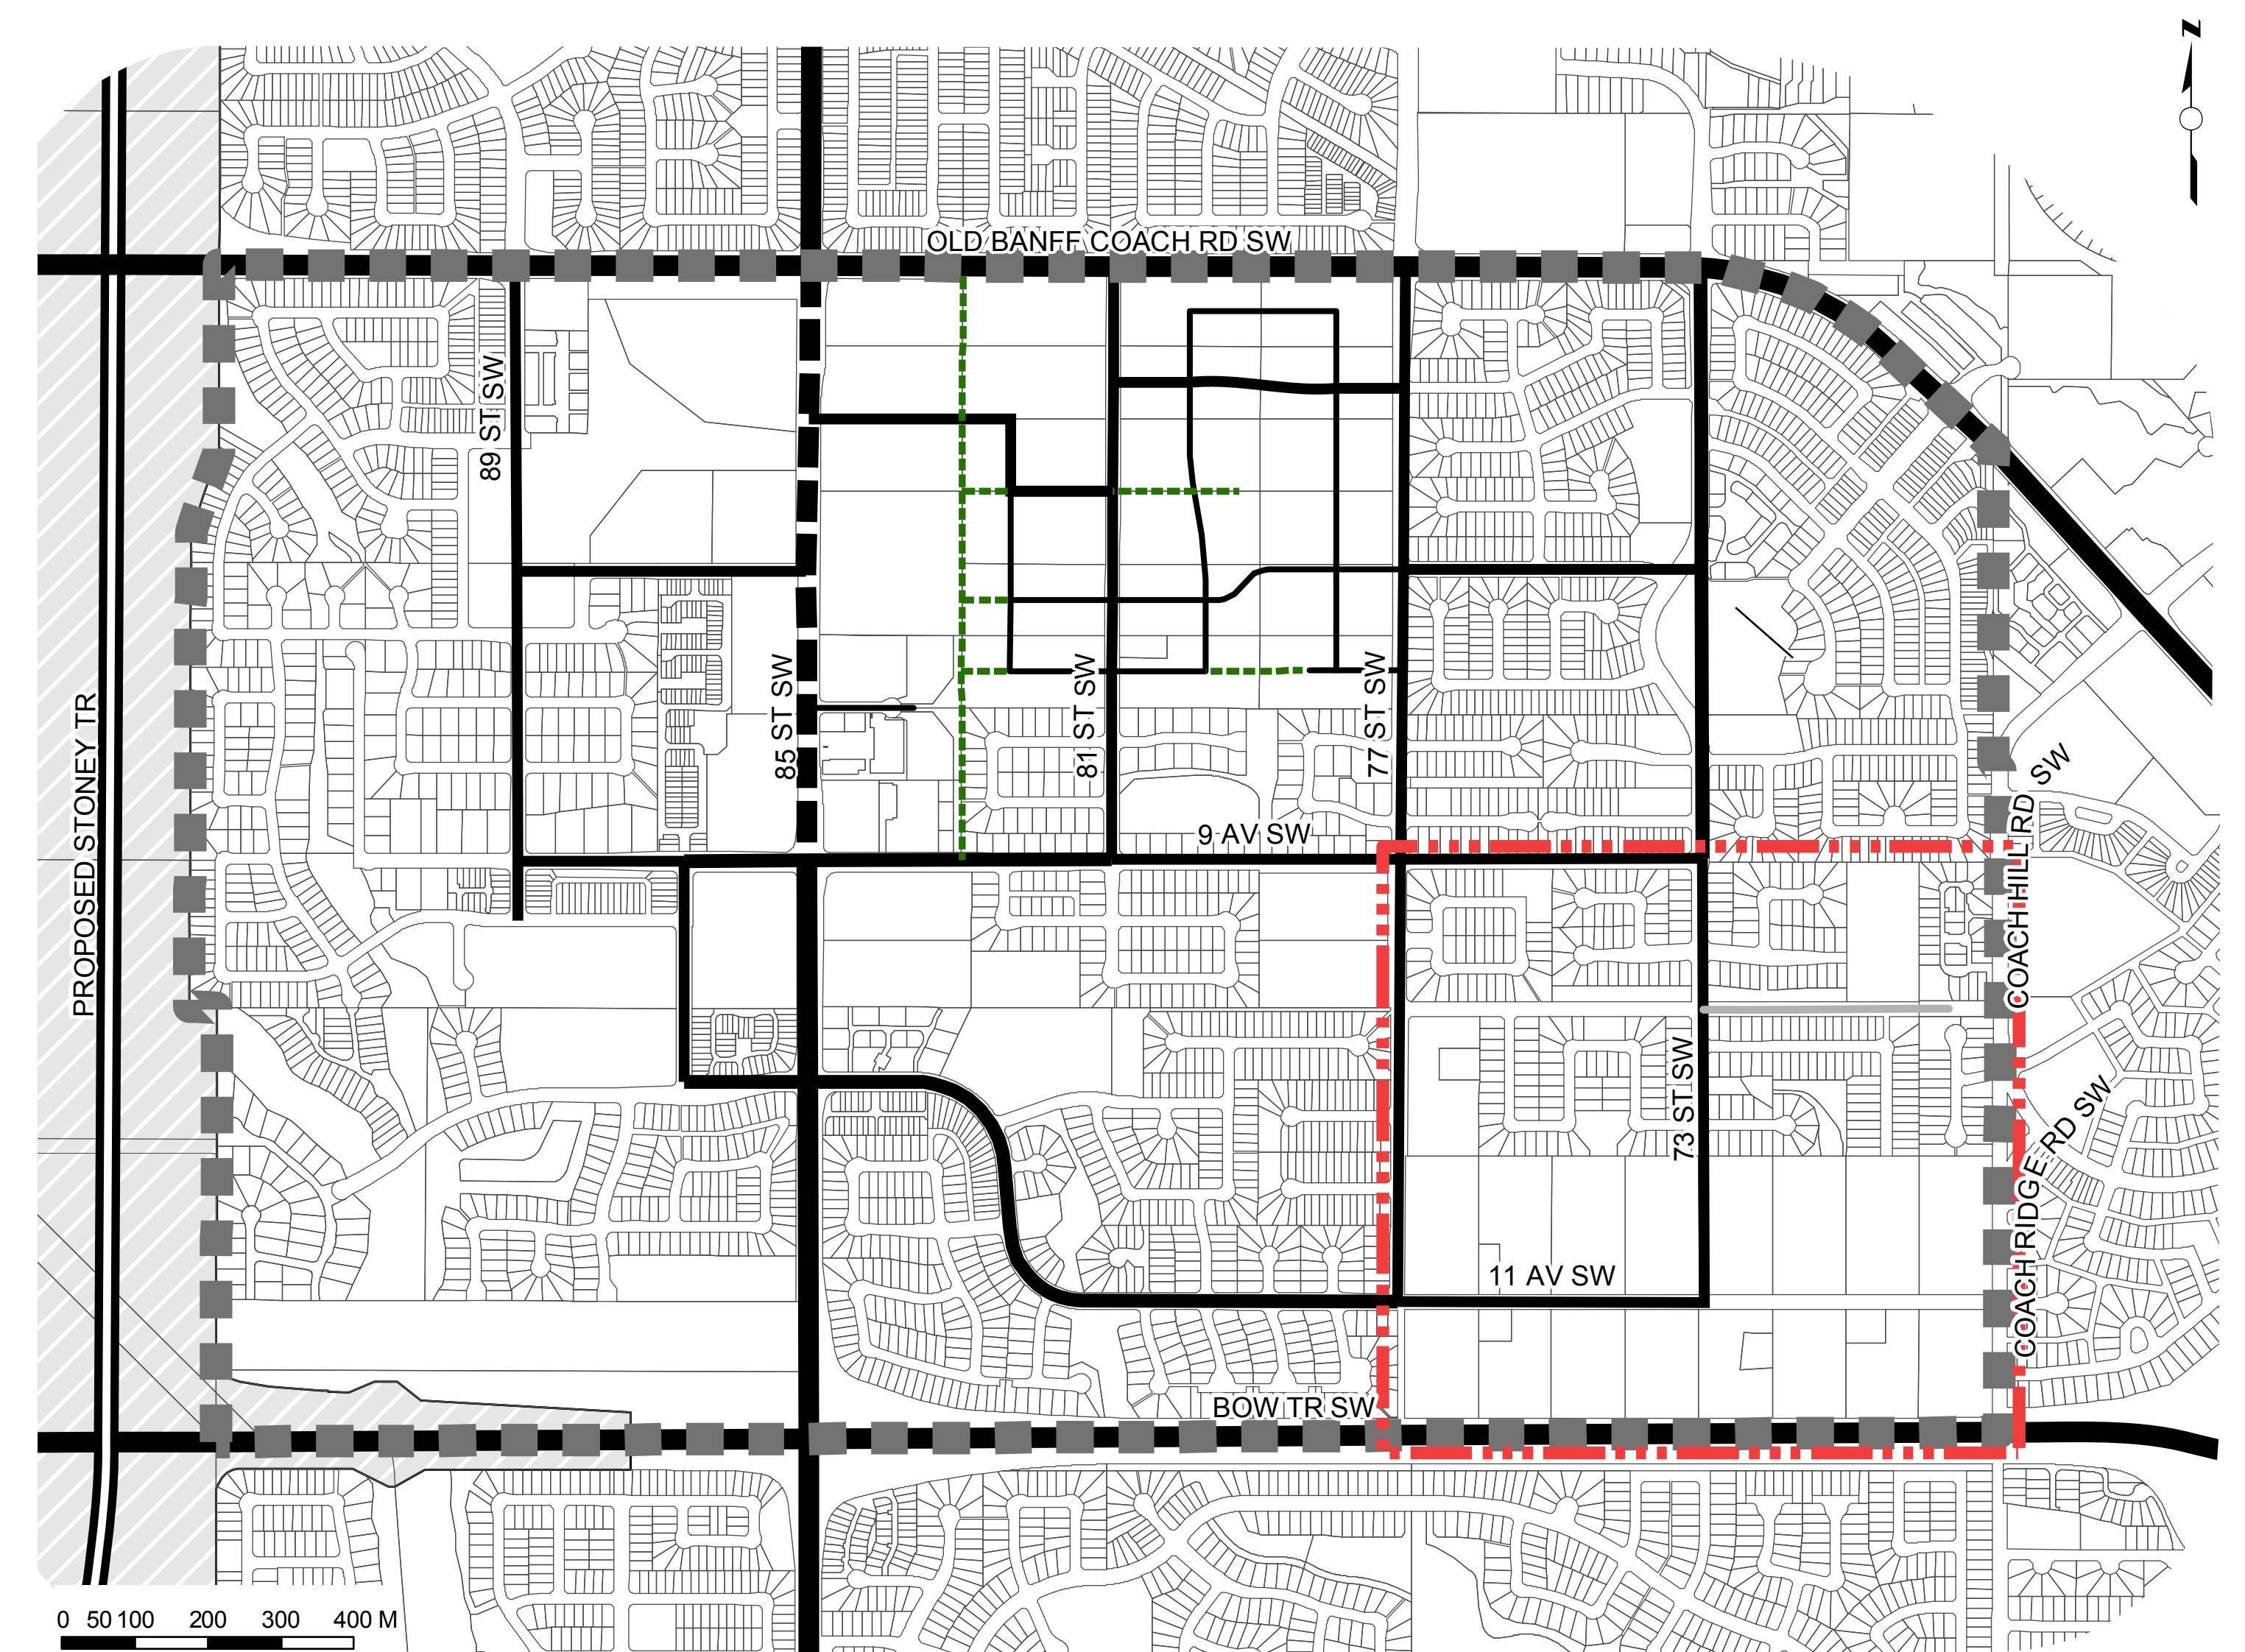 N
OLD BANFF COACH RD SW
89 ST SW
85 ST SW
81 ST SW
77 ST SW
PROPOSED STONEY TR
9 AV SW
COACH HILL RD SW
73 ST SW
COACH RIDGE RD SW
11 AV SW
BOW TR SW
0 50 100 200 300 400 M